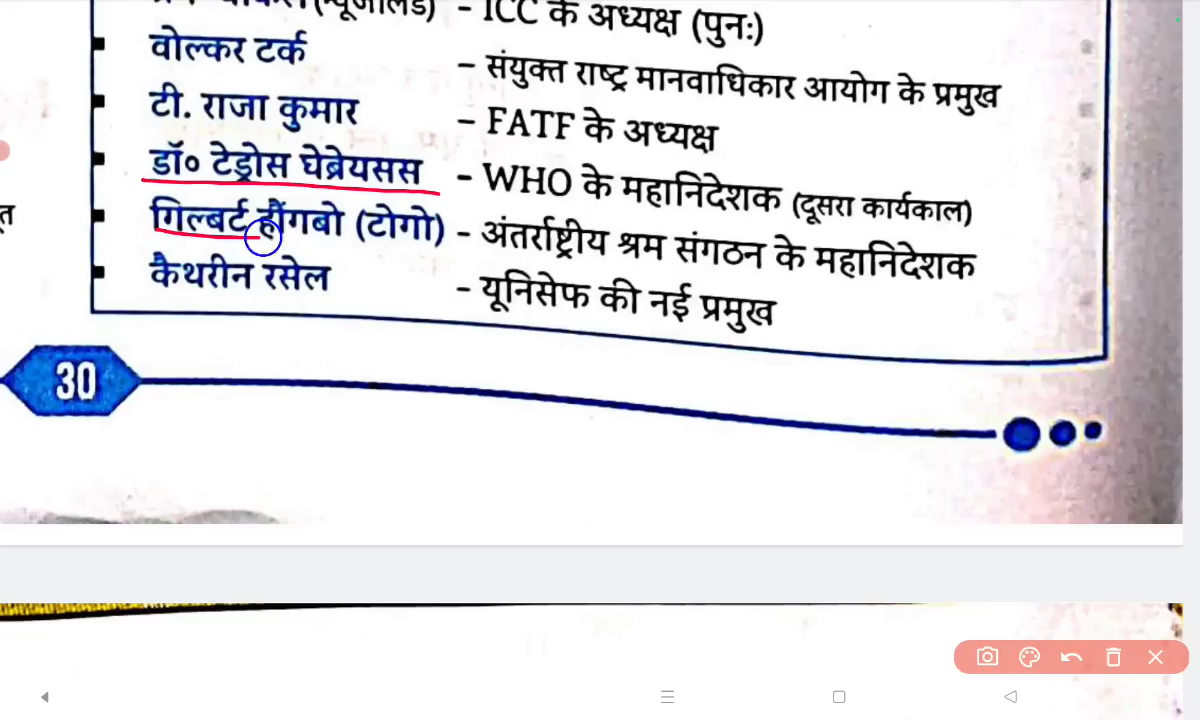 (न्यूजीलैंड) – ICC के अध्यक्ष (पुनः)
वोल्कर टर्क – संयुक्त राष्ट्र मानवाधिकार आयोग के प्रमुख
टी. राजा कुमार – FATF के अध्यक्ष
डॉ० टेड्रोस घेब्रेयसस – WHO के महानिदेशक (दूसरा कार्यकाल)
गिल्बर्ट हौंगबो (टोगो) – अंतर्राष्ट्रीय श्रम संगठन के महानिदेशक
कैथरीन रसेल – यूनिसेफ की नई प्रमुख
30